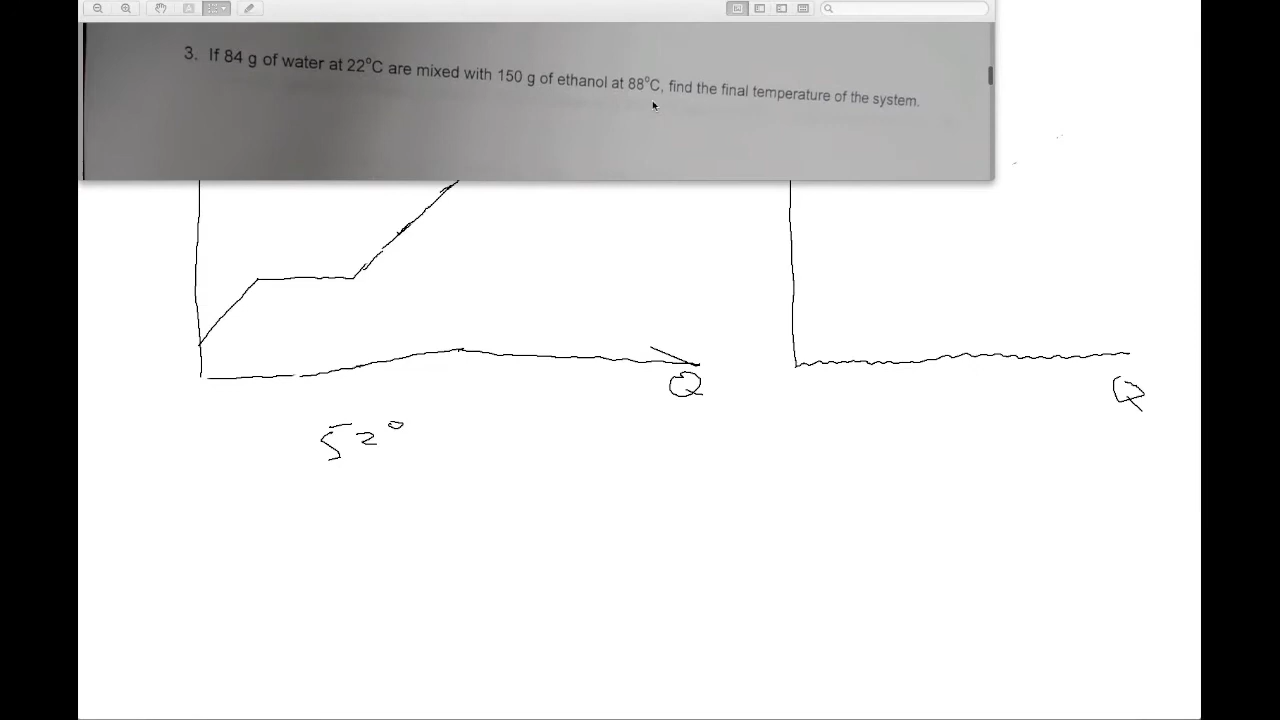 3. If 84 g of water at 22°C are mixed with 150 g of ethanol at 88°C, find the final temperature of the system.
Q
Q
52°